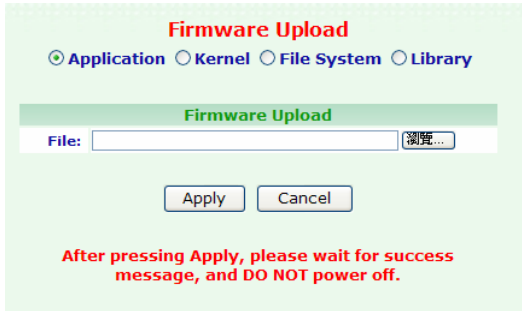 Firmware Upload
Application Kernel File System Library
Firmware Upload
File: 瀏覽...
Apply Cancel
After pressing Apply, please wait for success
message, and DO NOT power off.